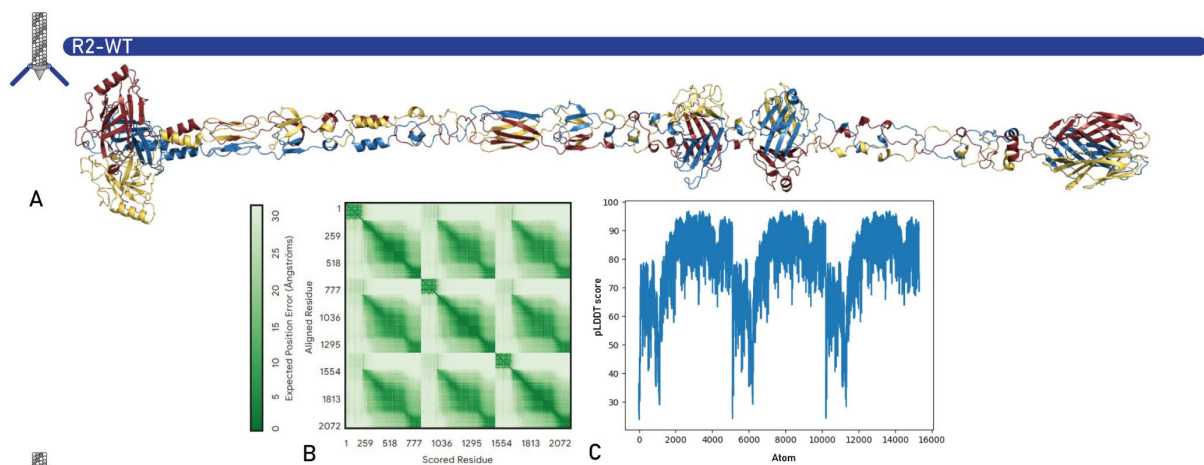 R2-WT
A
Expected Position Error (Ångströms)
0 5 10 15 20 25 30
Aligned Residue
1
259
518
777
1036
1295
1554
1813
2072
1 259 518 777 1036 1295 1554 1813 2072
Scored Residue
B
pLDDT score
100
90
80
70
60
50
40
30
0 2000 4000 6000 8000 10000 12000 14000 16000
Atom
C